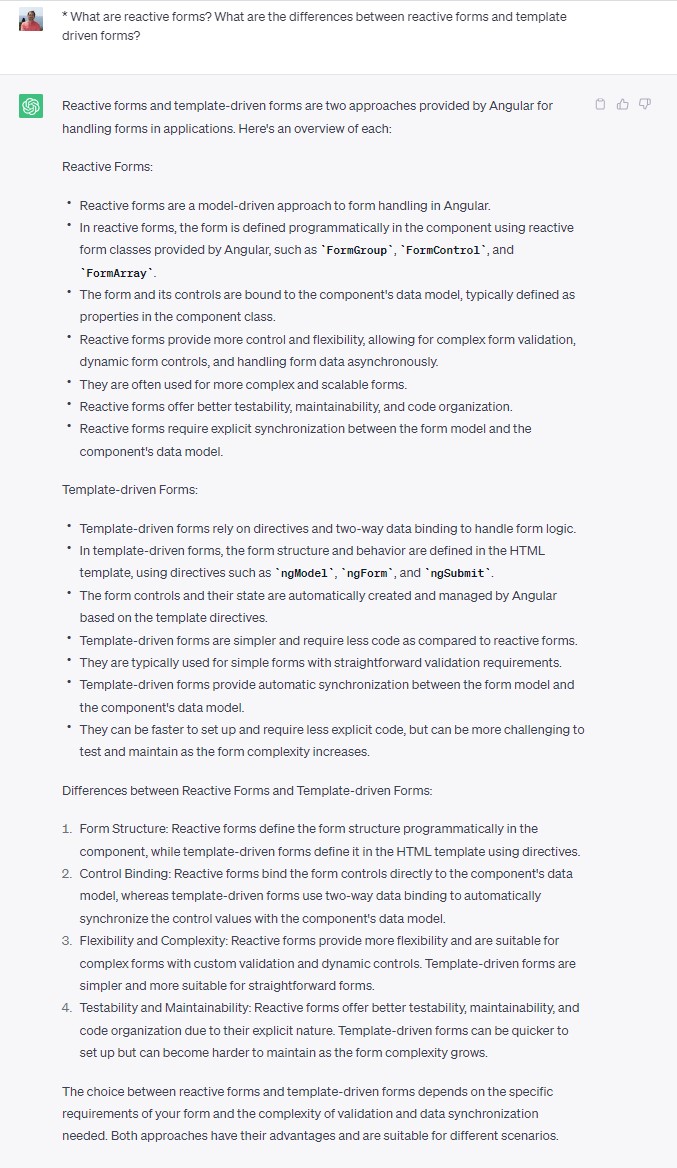 * What are reactive forms? What are the differences between reactive forms and template
driven forms?
Reactive forms and template-driven forms are two approaches provided by Angular for
handling forms in applications. Here's an overview of each:
Reactive Forms:
• Reactive forms are a model-driven approach to form handling in Angular.
• In reactive forms, the form is defined programmatically in the component using reactive
form classes provided by Angular, such as `FormGroup`, `FormControl`, and
`FormArray`.
• The form and its controls are bound to the component's data model, typically defined as
properties in the component class.
• Reactive forms provide more control and flexibility, allowing for complex form validation,
dynamic form controls, and handling form data asynchronously.
• They are often used for more complex and scalable forms.
• Reactive forms offer better testability, maintainability, and code organization.
• Reactive forms require explicit synchronization between the form model and the
component's data model.
Template-driven Forms:
• Template-driven forms rely on directives and two-way data binding to handle form logic.
• In template-driven forms, the form structure and behavior are defined in the HTML
template, using directives such as `ngModel`, `ngForm`, and `ngSubmit`.
• The form controls and their state are automatically created and managed by Angular
based on the template directives.
• Template-driven forms are simpler and require less code as compared to reactive forms.
• They are typically used for simple forms with straightforward validation requirements.
• Template-driven forms provide automatic synchronization between the form model and
the component's data model.
• They can be faster to set up and require less explicit code, but can be more challenging to
test and maintain as the form complexity increases.
Differences between Reactive Forms and Template-driven Forms:
1. Form Structure: Reactive forms define the form structure programmatically in the
component, while template-driven forms define it in the HTML template using directives.
2. Control Binding: Reactive forms bind the form controls directly to the component's data
model, whereas template-driven forms use two-way data binding to automatically
synchronize the control values with the component's data model.
3. Flexibility and Complexity: Reactive forms provide more flexibility and are suitable for
complex forms with custom validation and dynamic controls. Template-driven forms are
simpler and more suitable for straightforward forms.
4. Testability and Maintainability: Reactive forms offer better testability, maintainability, and
code organization due to their explicit nature. Template-driven forms can be quicker to
set up but can become harder to maintain as the form complexity grows.
The choice between reactive forms and template-driven forms depends on the specific
requirements of your form and the complexity of validation and data synchronization
needed. Both approaches have their advantages and are suitable for different scenarios.